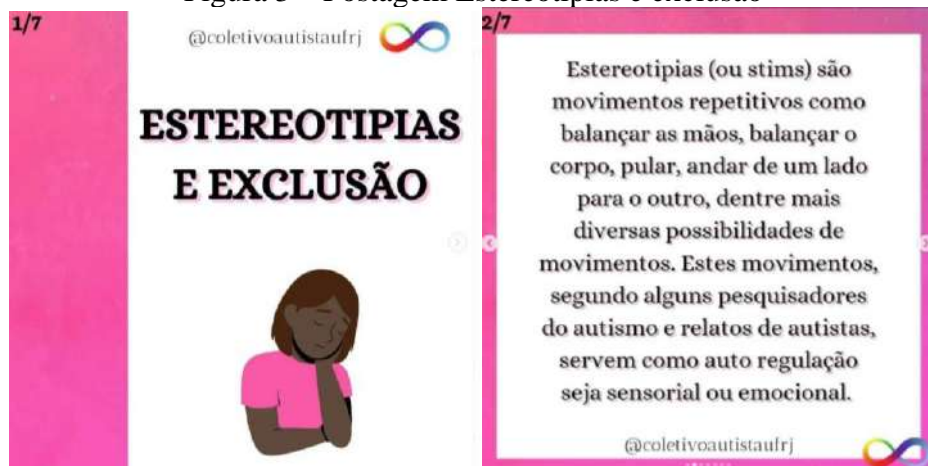 1/7
@coletivoautistaufrj
ESTEREOTIPIAS
E EXCLUSÃO
2/7
Estereotipias (ou stims) são
movimentos repetitivos como
balançar as mãos, balançar o
corpo, pular, andar de um lado
para o outro, dentre mais
diversas possibilidades de
movimentos. Estes movimentos,
segundo alguns pesquisadores
do autismo e relatos de autistas,
servem como auto regulação
seja sensorial ou emocional.
@coletivoautistaufrj